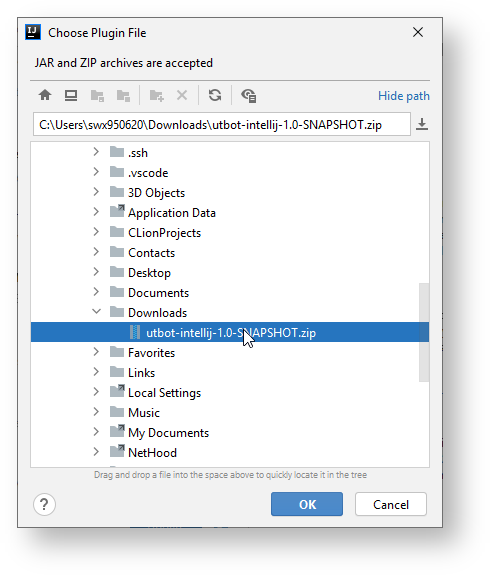 IJ
Choose Plugin File
JAR and ZIP archives are accepted
Hide path
C:\Users\swx950620\Downloads\utbot-intellij-1.0-SNAPSHOT.zip
.ssh
.vscode
3D Objects
Application Data
CLionProjects
Contacts
Desktop
Documents
Downloads
utbot-intellij-1.0-SNAPSHOT.zip
Favorites
Links
Local Settings
Music
My Documents
NetHood
Drag and drop a file into the space above to quickly locate it in the tree
?
OK
Cancel